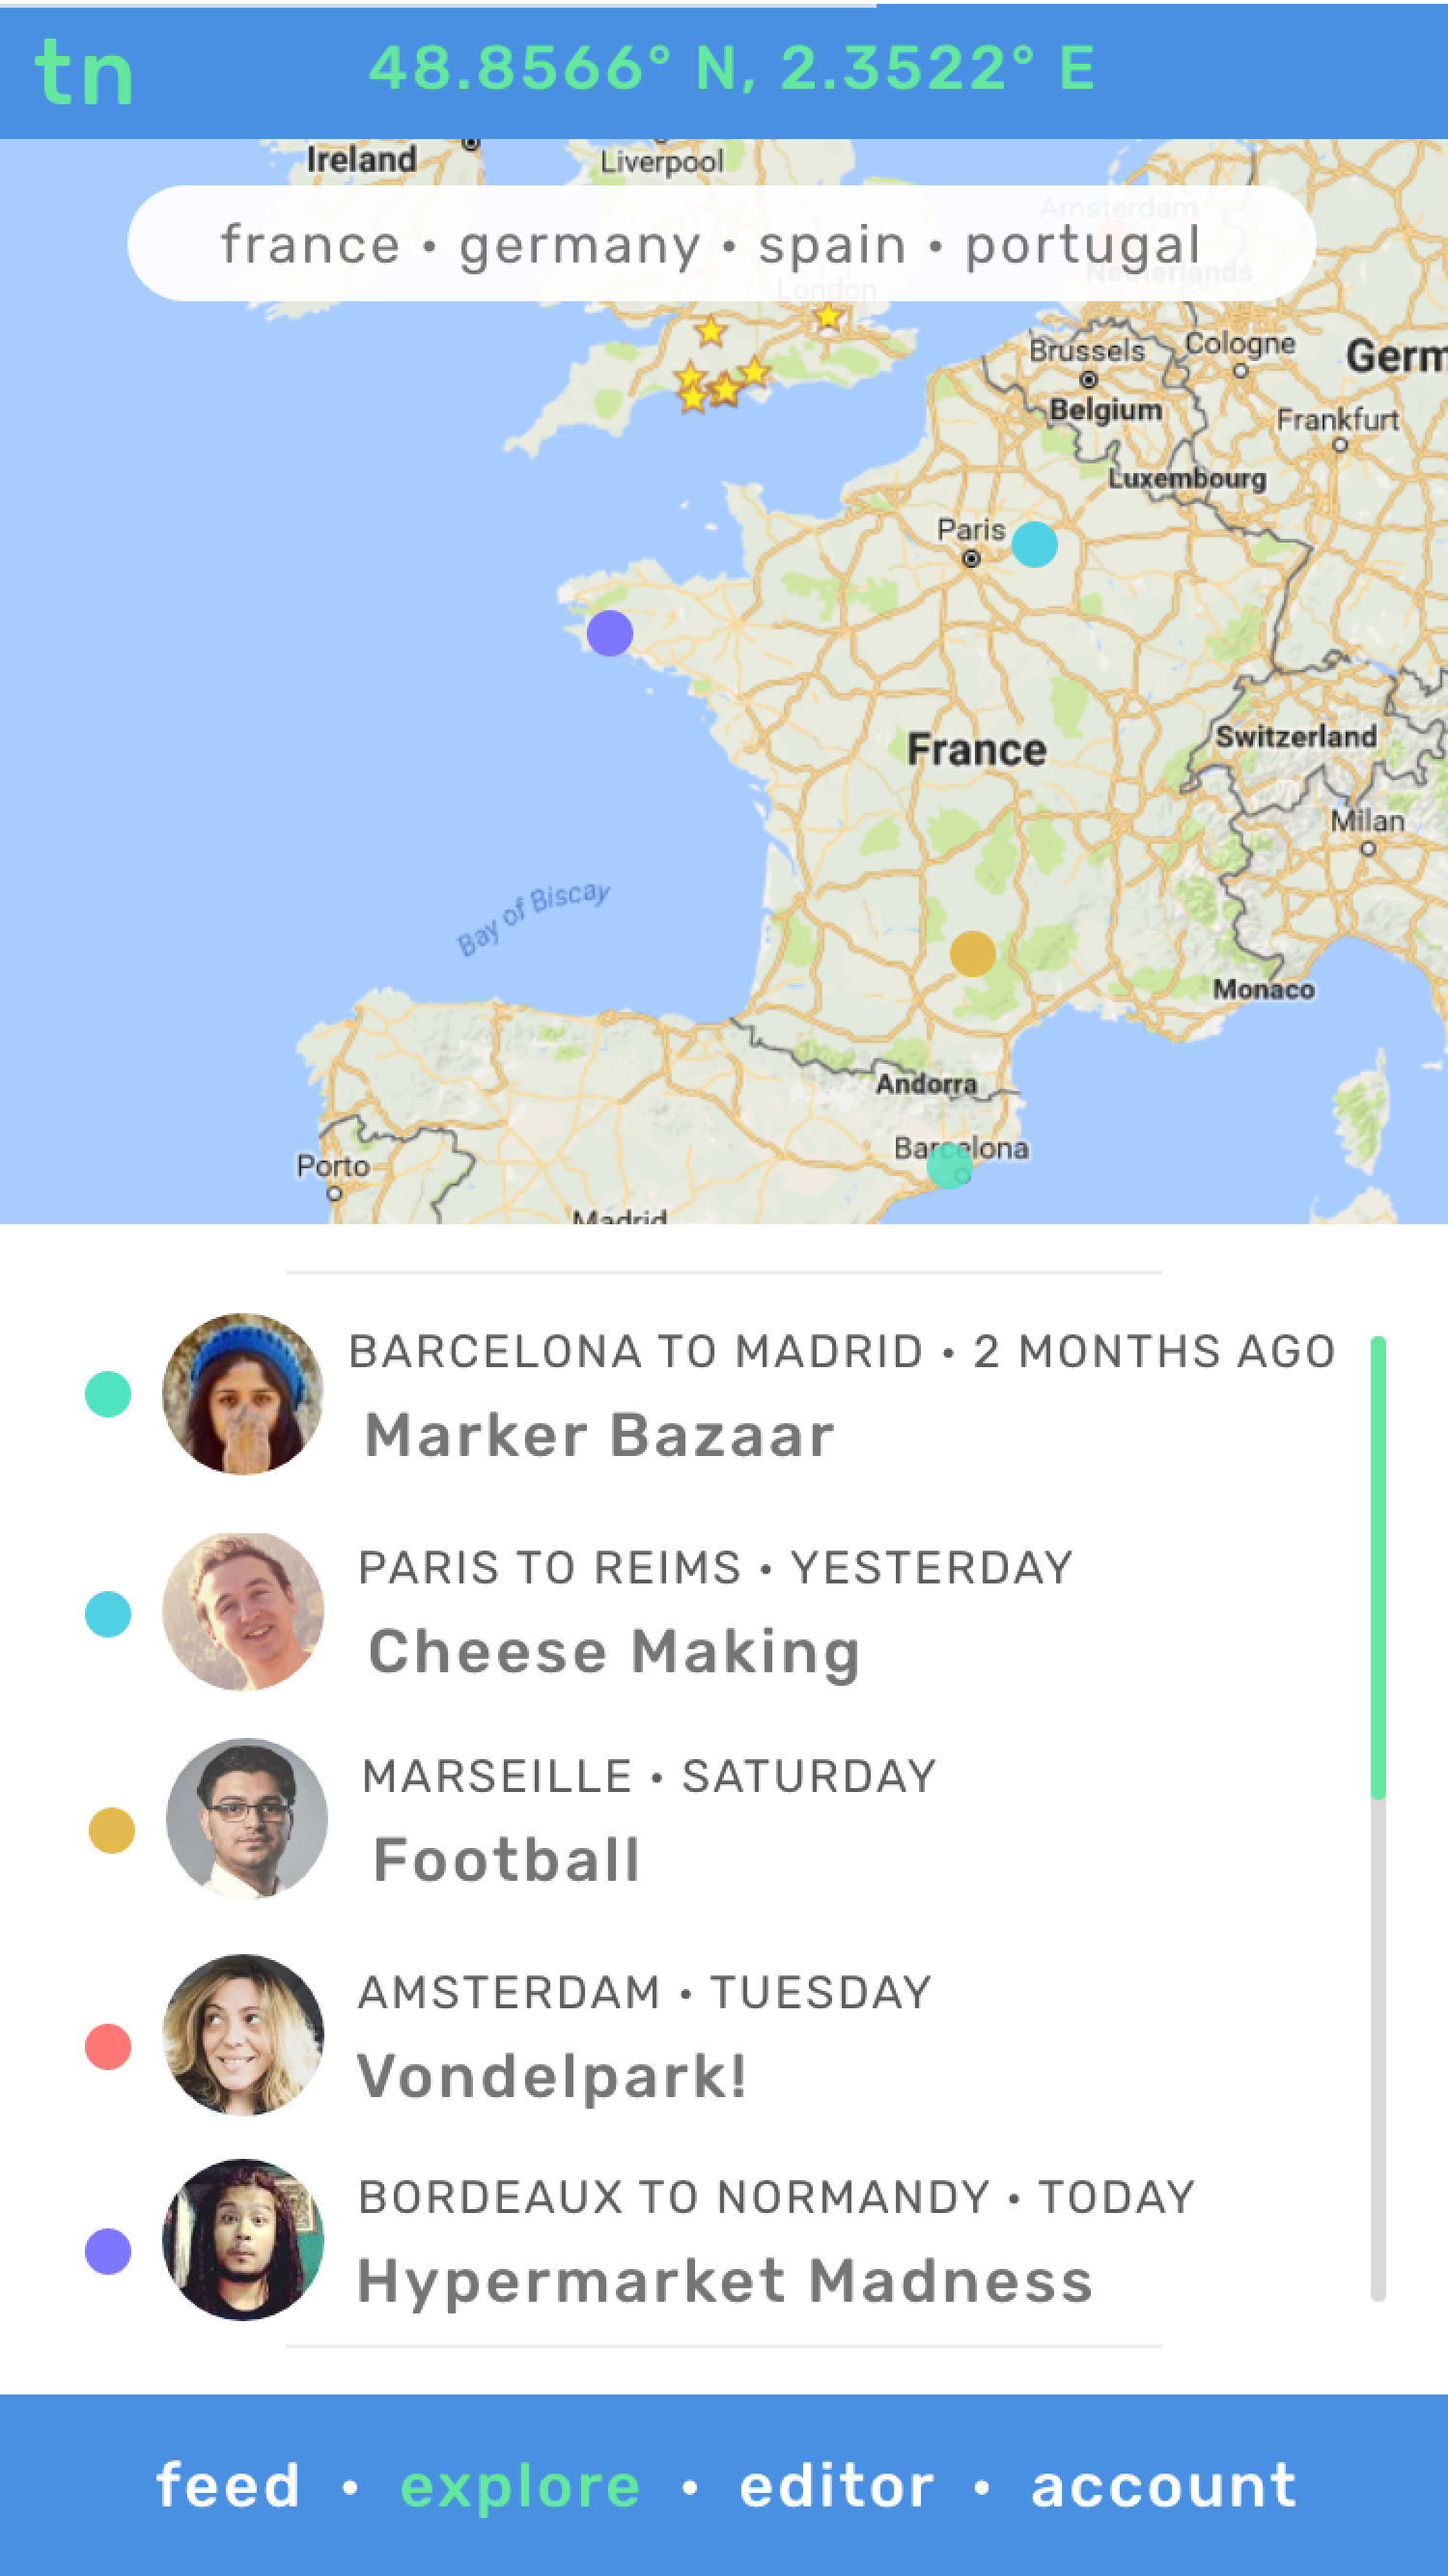 tn
48.8566° N, 2.3522° E
Ireland
Liverpool
Amsterdam
france • germany • spain • portugal
Netherlands
London
Brussels
Cologne
Germ
Belgium
Frankfurt
Luxembourg
Paris
France
Switzerland
Milan
Bay of Biscay
Monaco
Andorra
Barcelona
Porto
Madrid
BARCELONA TO MADRID • 2 MONTHS AGO
Marker Bazaar
PARIS TO REIMS • YESTERDAY
Cheese Making
MARSEILLE • SATURDAY
Football
AMSTERDAM • TUESDAY
Vondelpark!
BORDEAUX TO NORMANDY • TODAY
Hypermarket Madness
feed • explore • editor • account